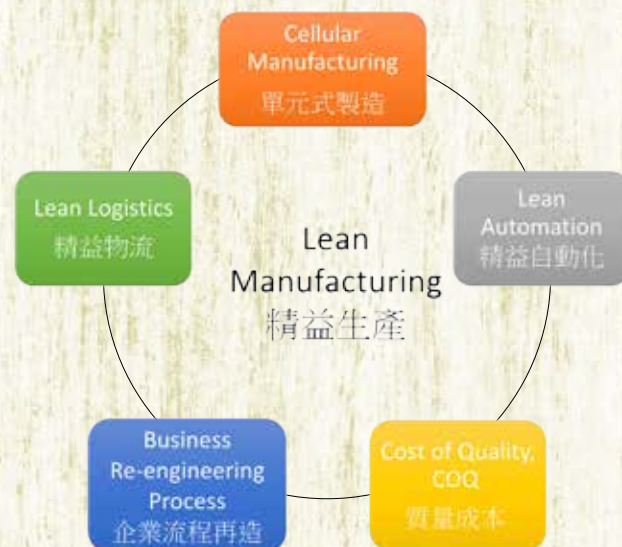 Cellular
Manufacturing
單元式製造
Lean Logistics
精益物流
Lean
Automation
精益自動化
Lean
Manufacturing
精益生產
Business
Re-engineering
Process
企業流程再造
Cost of Quality,
COQ
質量成本